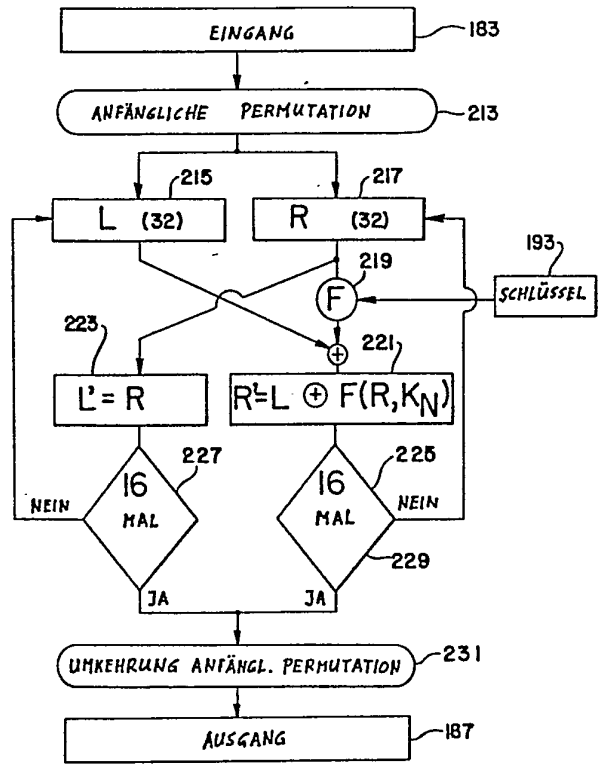 EINGANG
183
ANFÄNGLICHE PERMUTATION
213
215
217
L (32)
R (32)
193
219
SCHLÜSSEL
F
223
⊕
221
L' = R
R'=L ⊕ F(R,K_N)
227
225
16
MAL
16
MAL
NEIN
NEIN
229
JA
JA
UMKEHRUNG ANFÄNGL. PERMUTATION
231
AUSGANG
187